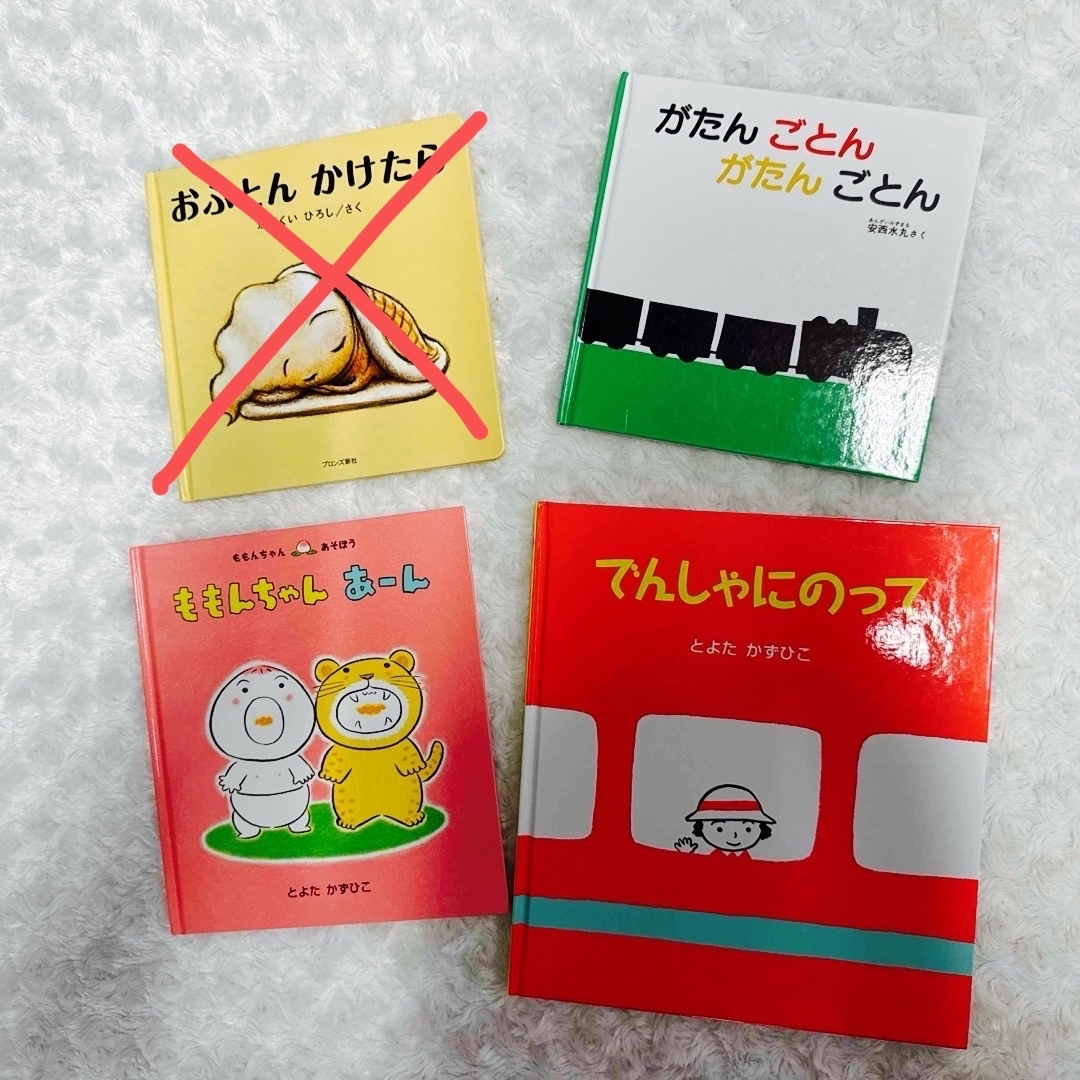 おふとん かけたら
かがくい ひろし／さく
ブロンズ新社
がたん ごとん
がたん ごとん
あんざいみずまる
安西水丸さく
ももんちゃん あそぼう
ももんちゃん あーん
とよた かずひこ
でんしゃにのって
とよた かずひこ